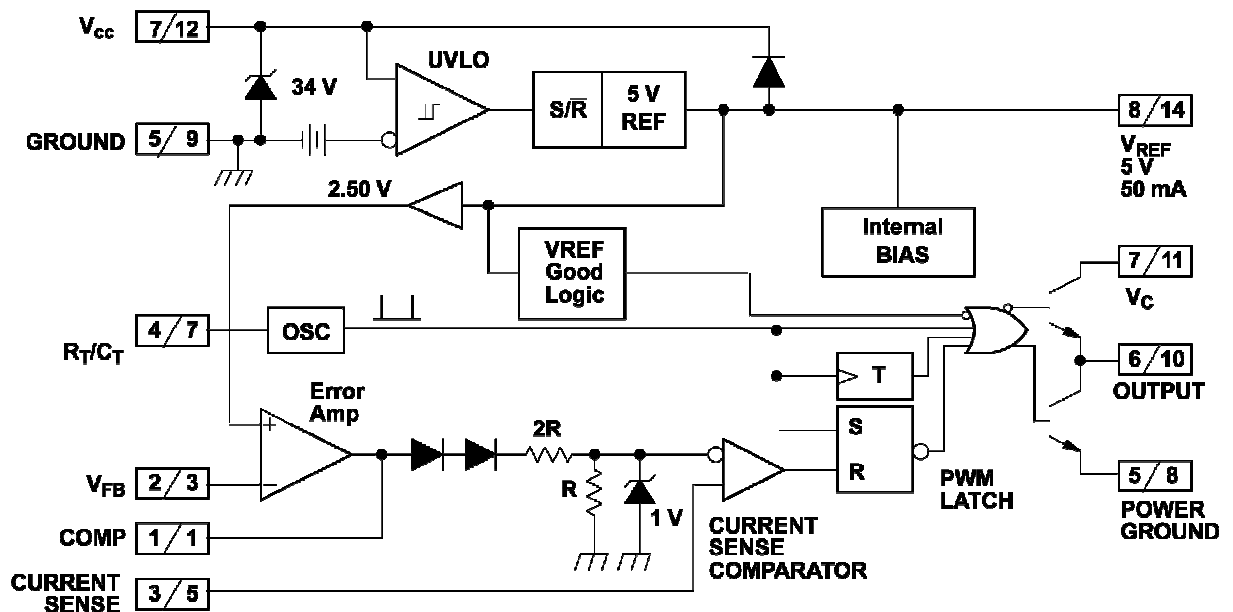 Vcc 7/12
UVLO
34 V
S/R̅
5 V
REF
GROUND 5/9
8/14
VREF
5 V
50 mA
2.50 V
VREF
Good
Logic
Internal
BIAS
7/11
VC
4/7
RT/CT
OSC
T
6/10
OUTPUT
Error
Amp
+
−
2R
R
1 V
S
R
PWM
LATCH
CURRENT
SENSE
COMPARATOR
VFB 2/3
COMP 1/1
CURRENT
SENSE
3/5
5/8
POWER
GROUND